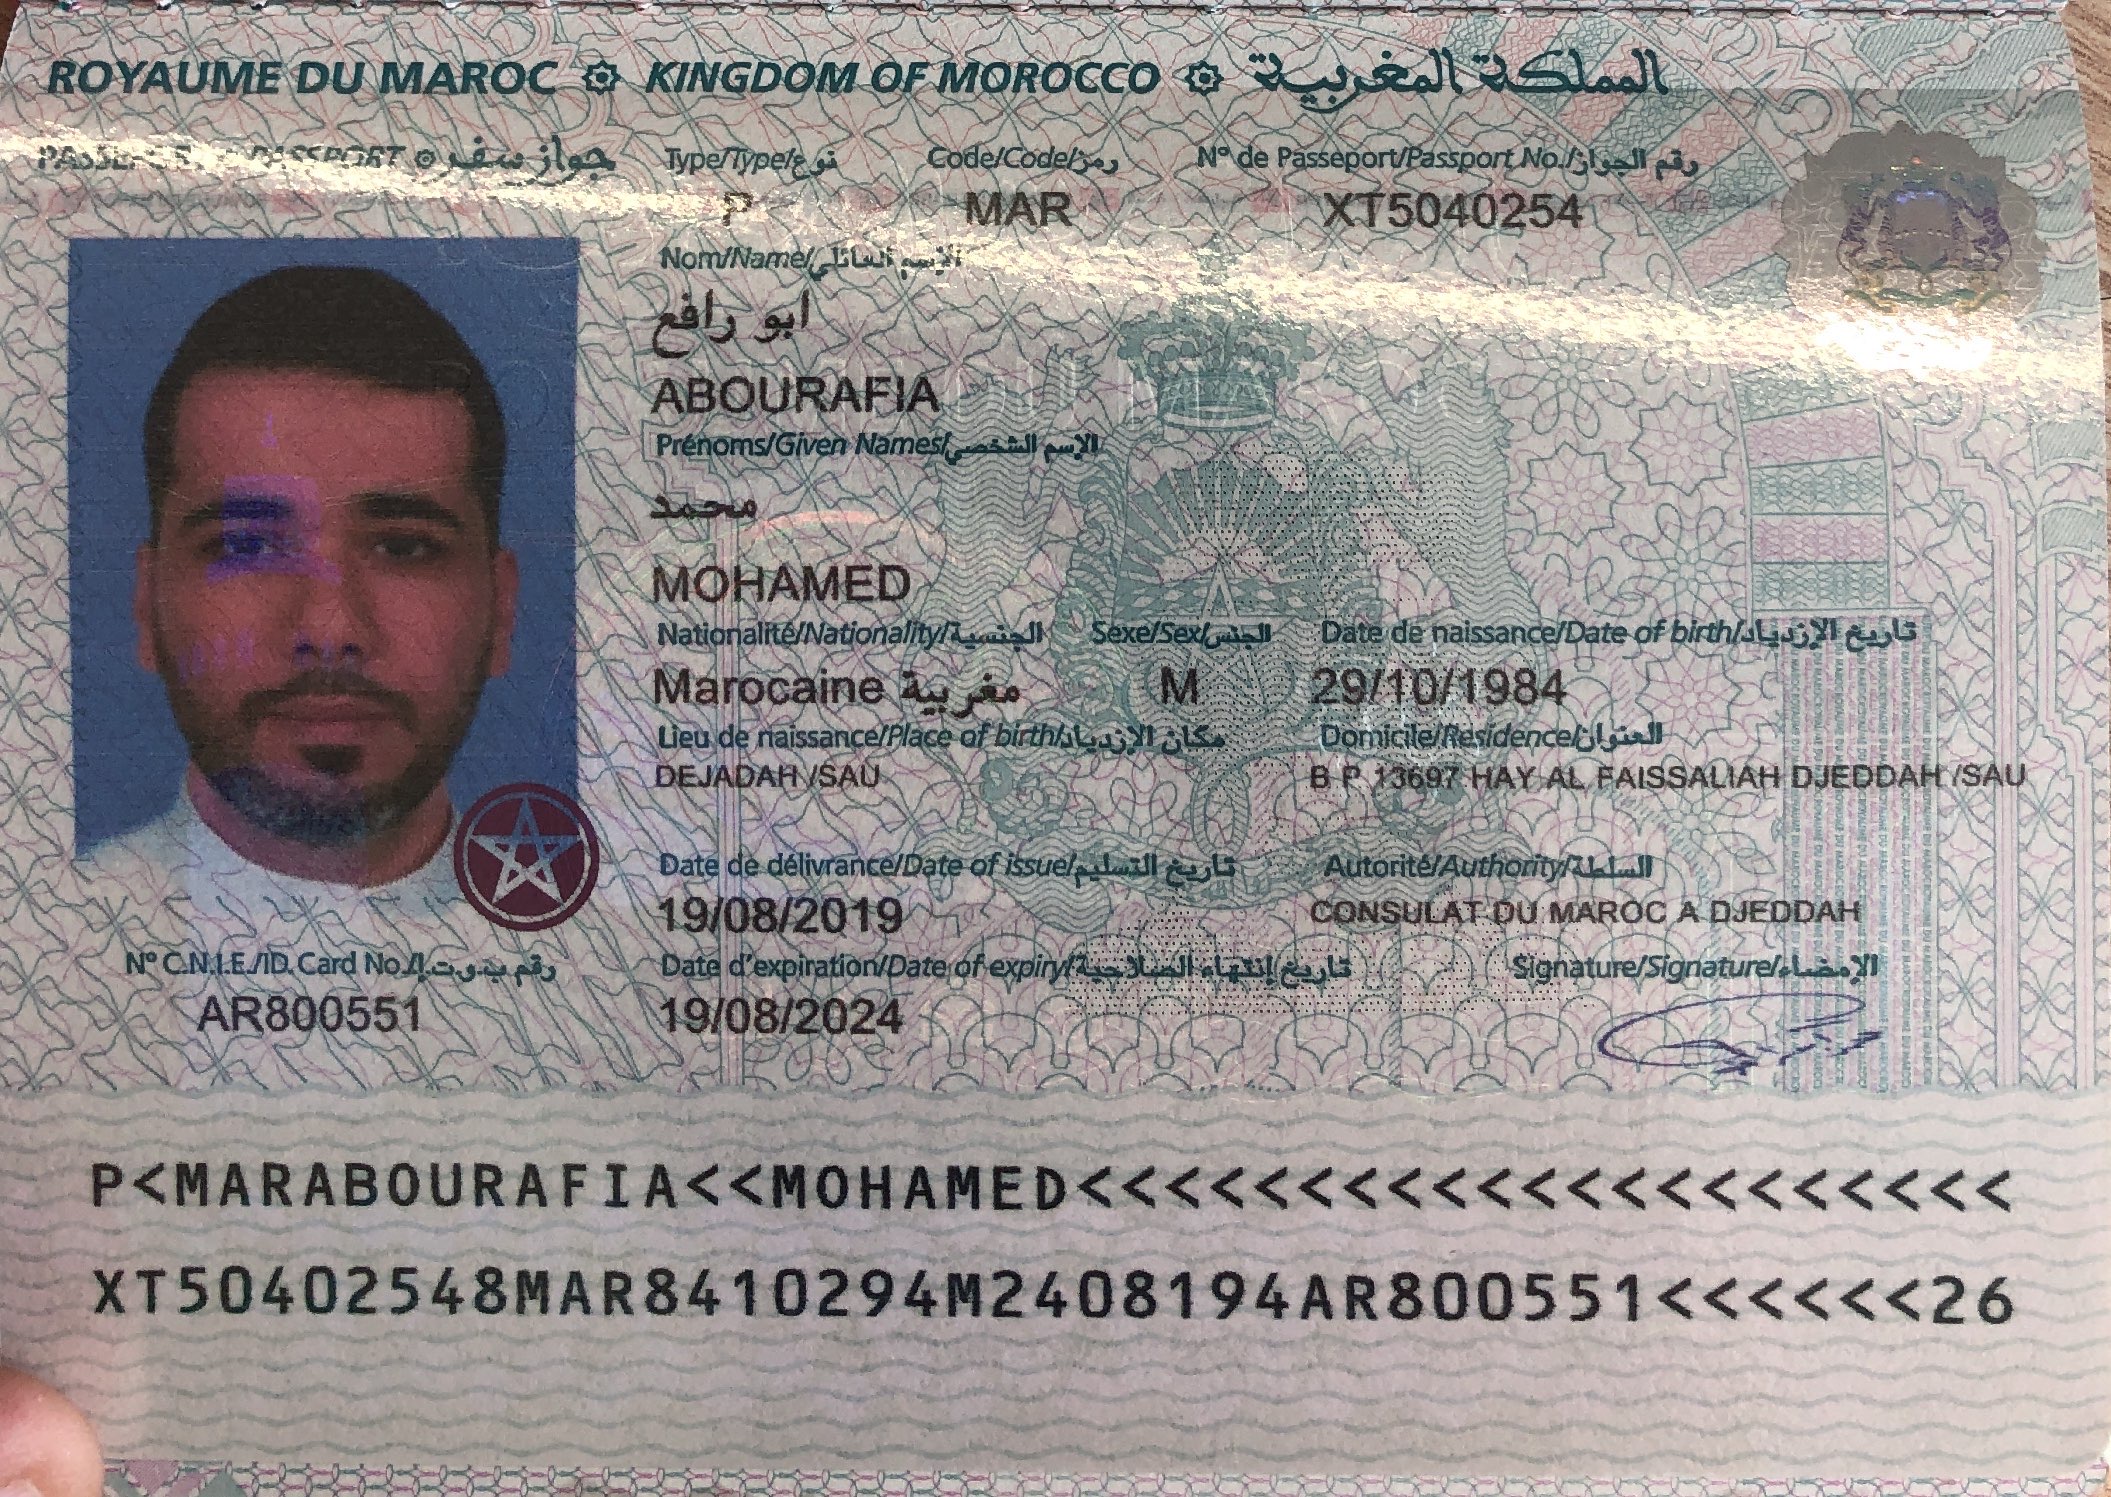 ROYAUME DU MAROC KINGDOM OF MOROCCO المملكة المغربية
PASSEPORT PASSPORT جواز سفر
Type/Type/نوع Code/Code/رمز N° de Passeport/Passport No./رقم الجواز
P MAR XT5040254
Nom/Name/الإسم العائلي
ابو رافع
ABOURAFIA
Prénoms/Given Names/الإسم الشخصي
محمد
MOHAMED
Nationalité/Nationality/الجنسية Sexe/Sex/الجنس Date de naissance/Date of birth/تاريخ الإزدياد
Marocaine مغربية M 29/10/1984
Lieu de naissance/Place of birth/مكان الإزدياد Domicile/Residence/العنوان
DEJADAH /SAU B P 13697 HAY AL FAISSALIAH DJEDDAH /SAU
Date de délivrance/Date of issue/تاريخ التسليم Autorité/Authority/السلطة
19/08/2019 CONSULAT DU MAROC A DJEDDAH
N° C.N.I.E./ID.Card No./رقم ب.و.ت.إ Date d'expiration/Date of expiry/تاريخ إنتهاء الصلاحية Signature/Signature/الإمضاء
AR800551 19/08/2024
P<MARABOURAFIA<<MOHAMED<<<<<<<<<<<<<<<<<<<<<
XT50402548MAR8410294M2408194AR800551<<<<<<26